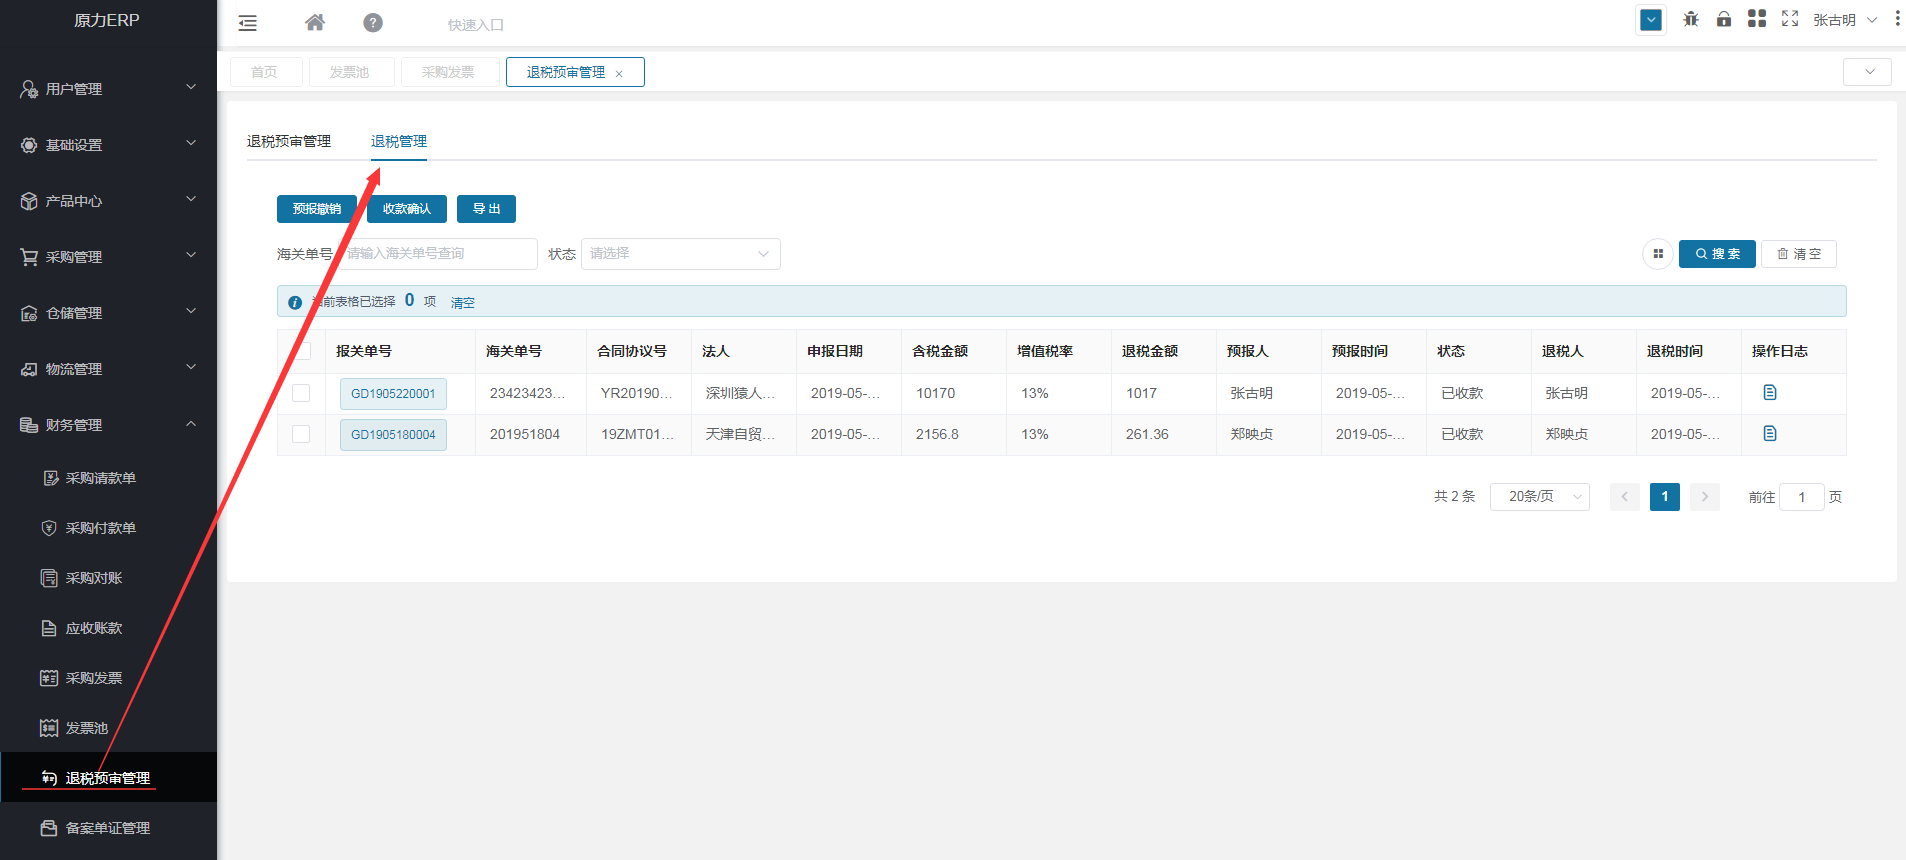 原力ERP
快速入口
张古明
首页
发票池
采购发票
退税预审管理 ×
用户管理
基础设置
产品中心
采购管理
仓储管理
物流管理
财务管理
采购请款单
采购付款单
采购对账
应收账款
采购发票
发票池
退税预审管理
备案单证管理
退税预审管理 退税管理
预报撤销 收款确认 导出
海关单号 请输入海关单号查询 状态 请选择 搜索 清空
当前表格已选择 0 项 清空
报关单号 海关单号 合同协议号 法人 申报日期 含税金额 增值税率 退税金额 预报人 预报时间 状态 退税人 退税时间 操作日志
GD1905220001 23423423... YR20190... 深圳猿人... 2019-05-... 10170 13% 1017 张古明 2019-05-... 已收款 张古明 2019-05-...
GD1905180004 201951804 19ZMT01... 天津自贸... 2019-05-... 2156.8 13% 261.36 郑映贞 2019-05-... 已收款 郑映贞 2019-05-...
共 2 条 20条/页 1 前往 1 页